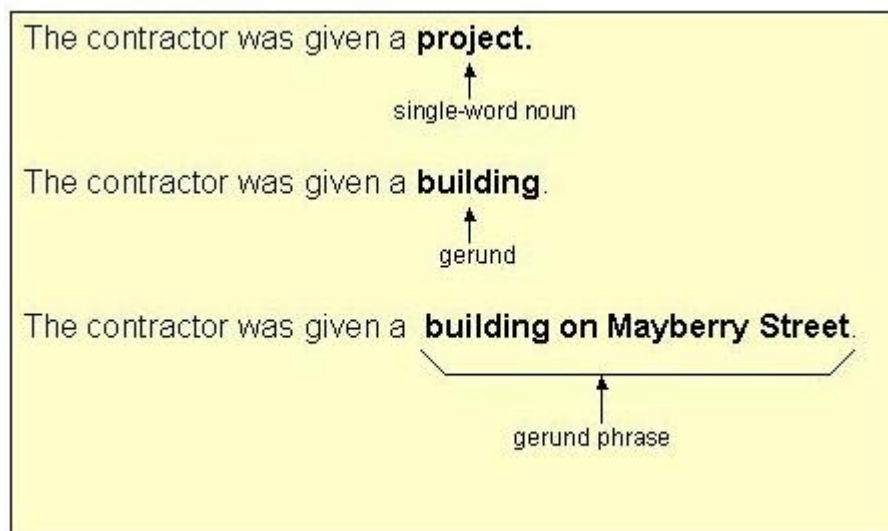 The contractor was given a project.
single-word noun
The contractor was given a building.
gerund
The contractor was given a building on Mayberry Street.
gerund phrase